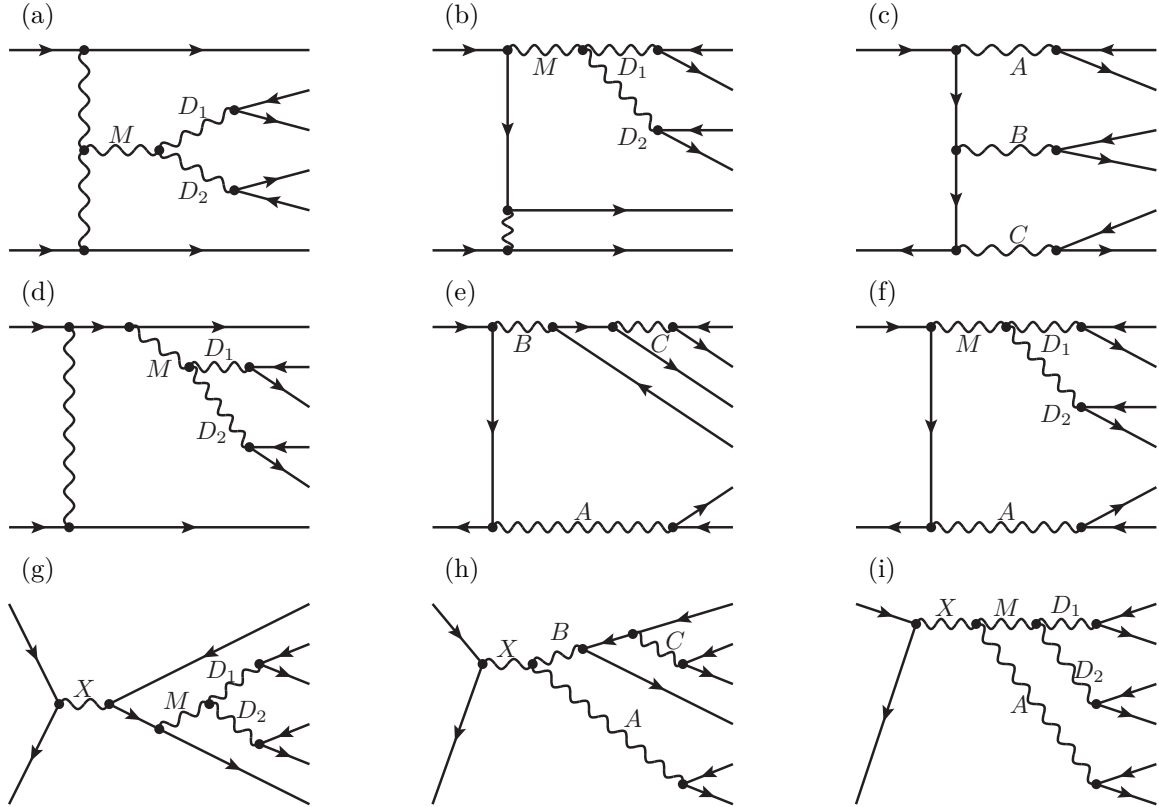 (a) (b) (c)
M D₁ D₂ M D₁ D₂ A B C
(d) (e) (f)
M D₁ D₂ B C A M D₁ D₂ A
(g) (h) (i)
X M D₁ D₂ X B C A X M D₁ D₂ A